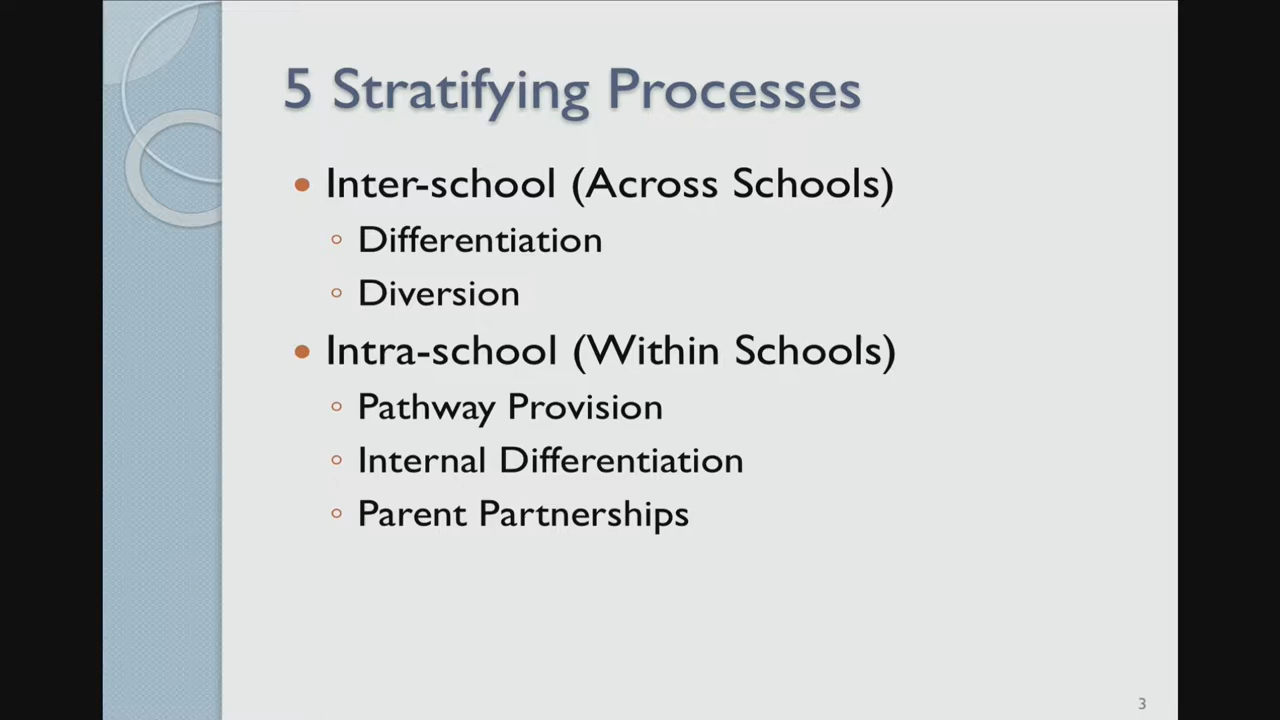 5 Stratifying Processes
• Inter-school (Across Schools)
◦ Differentiation
◦ Diversion
• Intra-school (Within Schools)
◦ Pathway Provision
◦ Internal Differentiation
◦ Parent Partnerships
3